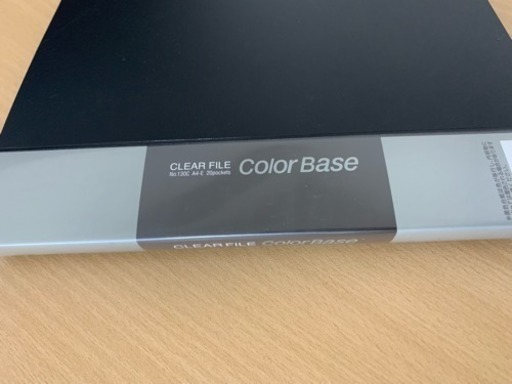 CLEAR FILE
No.130C A4-E 20pockets
Color Base
CLEAR FILE Color Base